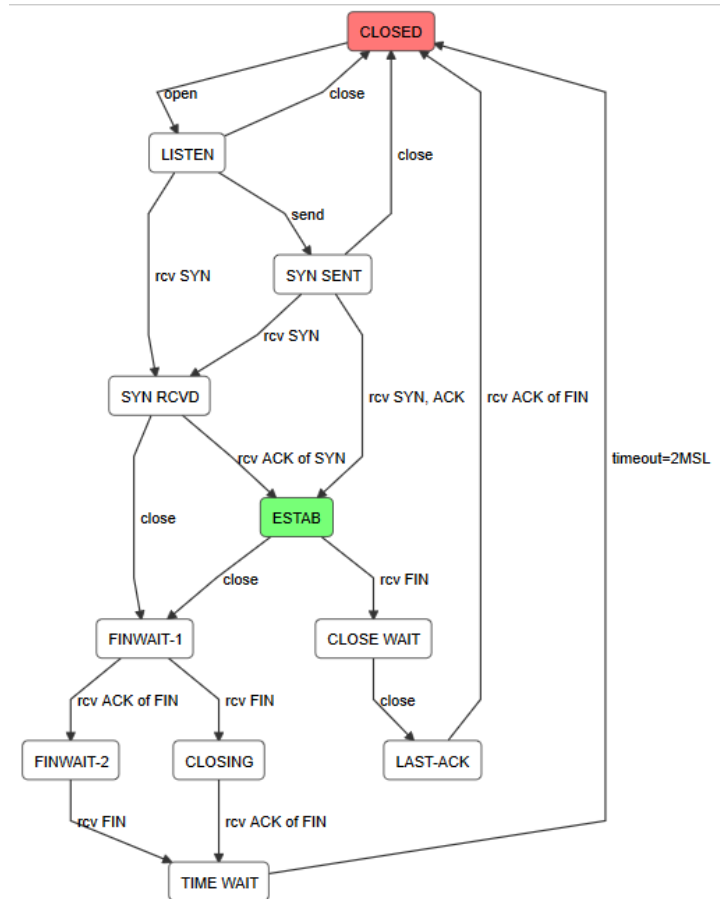 CLOSED
open
close
LISTEN
close
send
SYN SENT
rcv SYN
rcv SYN
SYN RCVD
rcv SYN, ACK
rcv ACK of FIN
rcv ACK of SYN
timeout=2MSL
ESTAB
close
close
rcv FIN
FINWAIT-1
CLOSE WAIT
rcv ACK of FIN
rcv FIN
close
FINWAIT-2
CLOSING
LAST-ACK
rcv FIN
rcv ACK of FIN
TIME WAIT